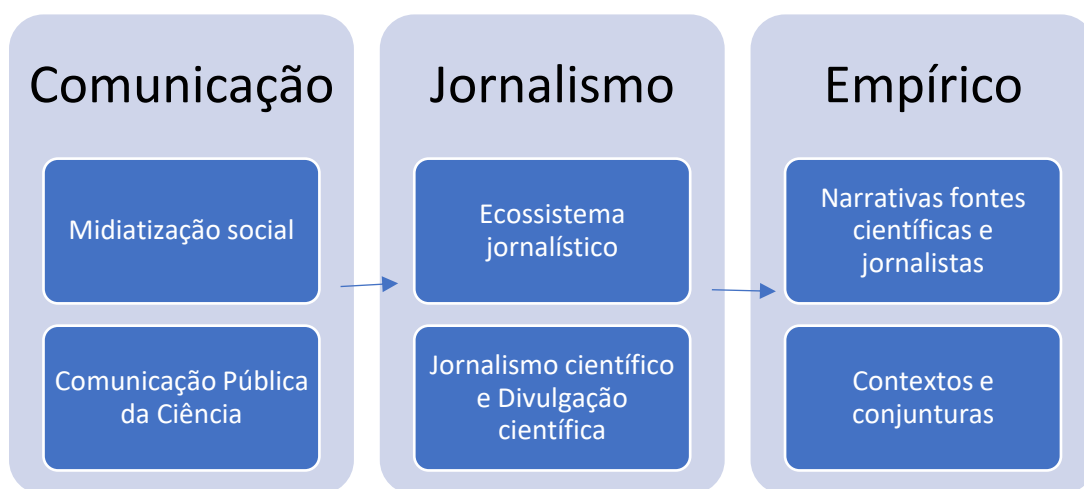 Comunicação
Midiatização social
Comunicação Pública
da Ciência
Jornalismo
Ecossistema
jornalístico
Jornalismo científico
e Divulgação
científica
Empírico
Narrativas fontes
científicas e
jornalistas
Contextos e
conjunturas